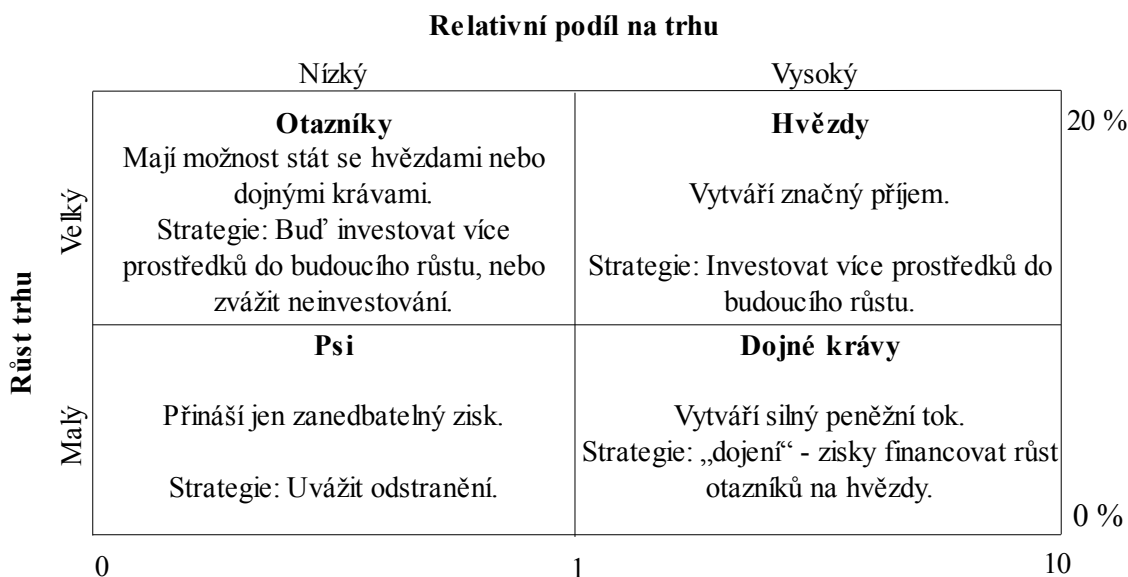 Relativní podíl na trhu
Nízký
Vysoký
Růst trhu
Velký
Otazníky
Mají možnost stát se hvězdami nebo
dojnými krávami.
Strategie: Buď investovat více
prostředků do budoucího růstu, nebo
zvážit neinvestování.
Hvězdy
Vytváří značný příjem.
Strategie: Investovat více prostředků do
budoucího růstu.
20 %
Malý
Psi
Přináší jen zanedbatelný zisk.
Strategie: Uvážit odstranění.
Dojné krávy
Vytváří silný peněžní tok.
Strategie: „dojení“ - zisky financovat růst
otazníků na hvězdy.
0 %
0
1
10